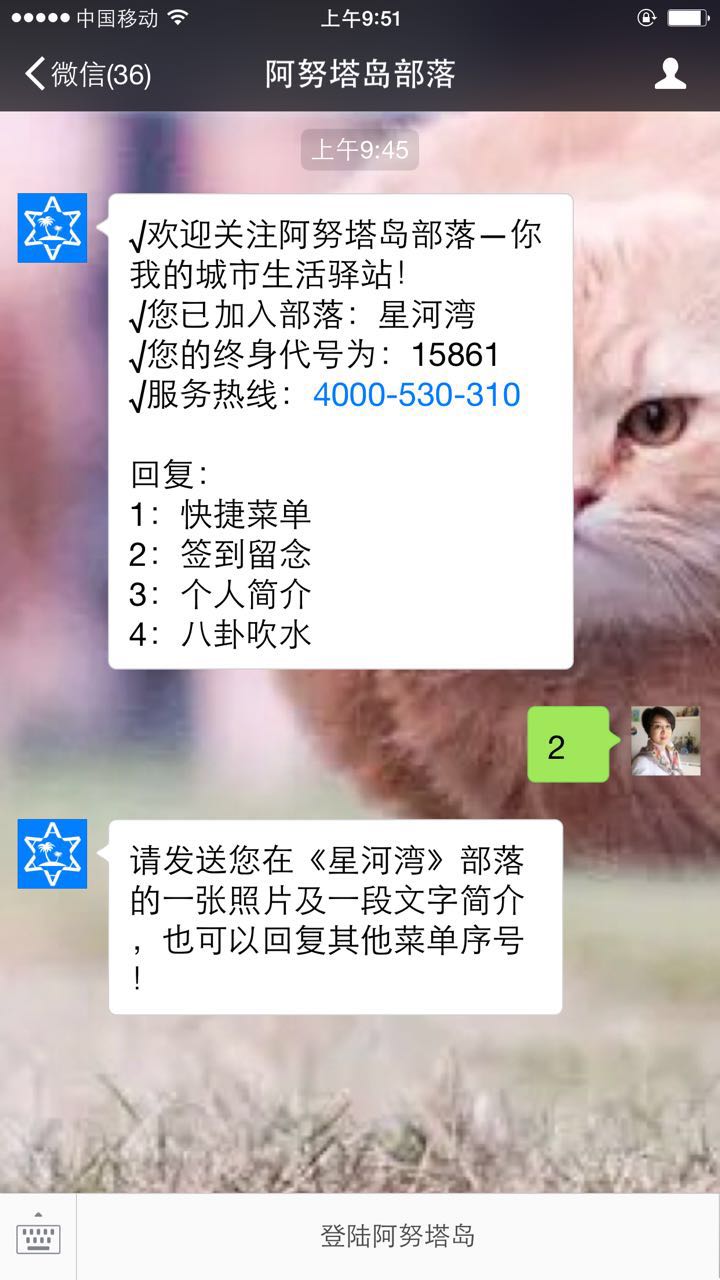 中国移动
上午9:51
微信(36)
阿努塔岛部落
上午9:45
√欢迎关注阿努塔岛部落—你
我的城市生活驿站！
√您已加入部落：星河湾
√您的终身代号为：15861
√服务热线：4000-530-310
回复：
1：快捷菜单
2：签到留念
3：个人简介
4：八卦吹水
2
请发送您在《星河湾》部落
的一张照片及一段文字简介
，也可以回复其他菜单序号
！
登陆阿努塔岛